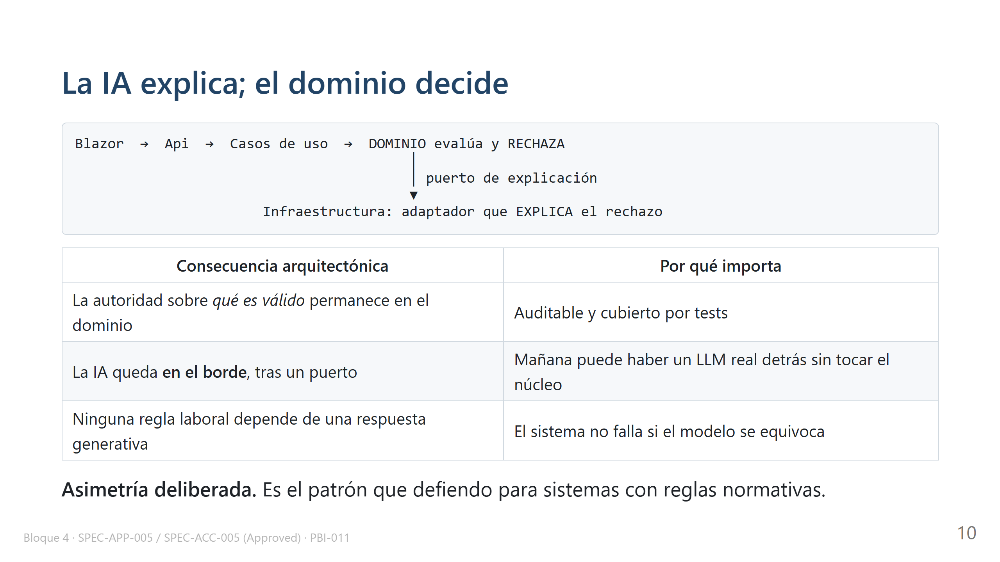 La IA explica; el dominio decide
Blazor → Api → Casos de uso → DOMINIO evalúa y RECHAZA
│
│ puerto de explicación
▼
Infraestructura: adaptador que EXPLICA el rechazo
Consecuencia arquitectónica
Por qué importa
La autoridad sobre qué es válido permanece en el
dominio
Auditable y cubierto por tests
La IA queda en el borde, tras un puerto
Mañana puede haber un LLM real detrás sin tocar el
núcleo
Ninguna regla laboral depende de una respuesta
generativa
El sistema no falla si el modelo se equivoca
Asimetría deliberada. Es el patrón que defiendo para sistemas con reglas normativas.
Bloque 4 · SPEC-APP-005 / SPEC-ACC-005 (Approved) · PBI-011
10